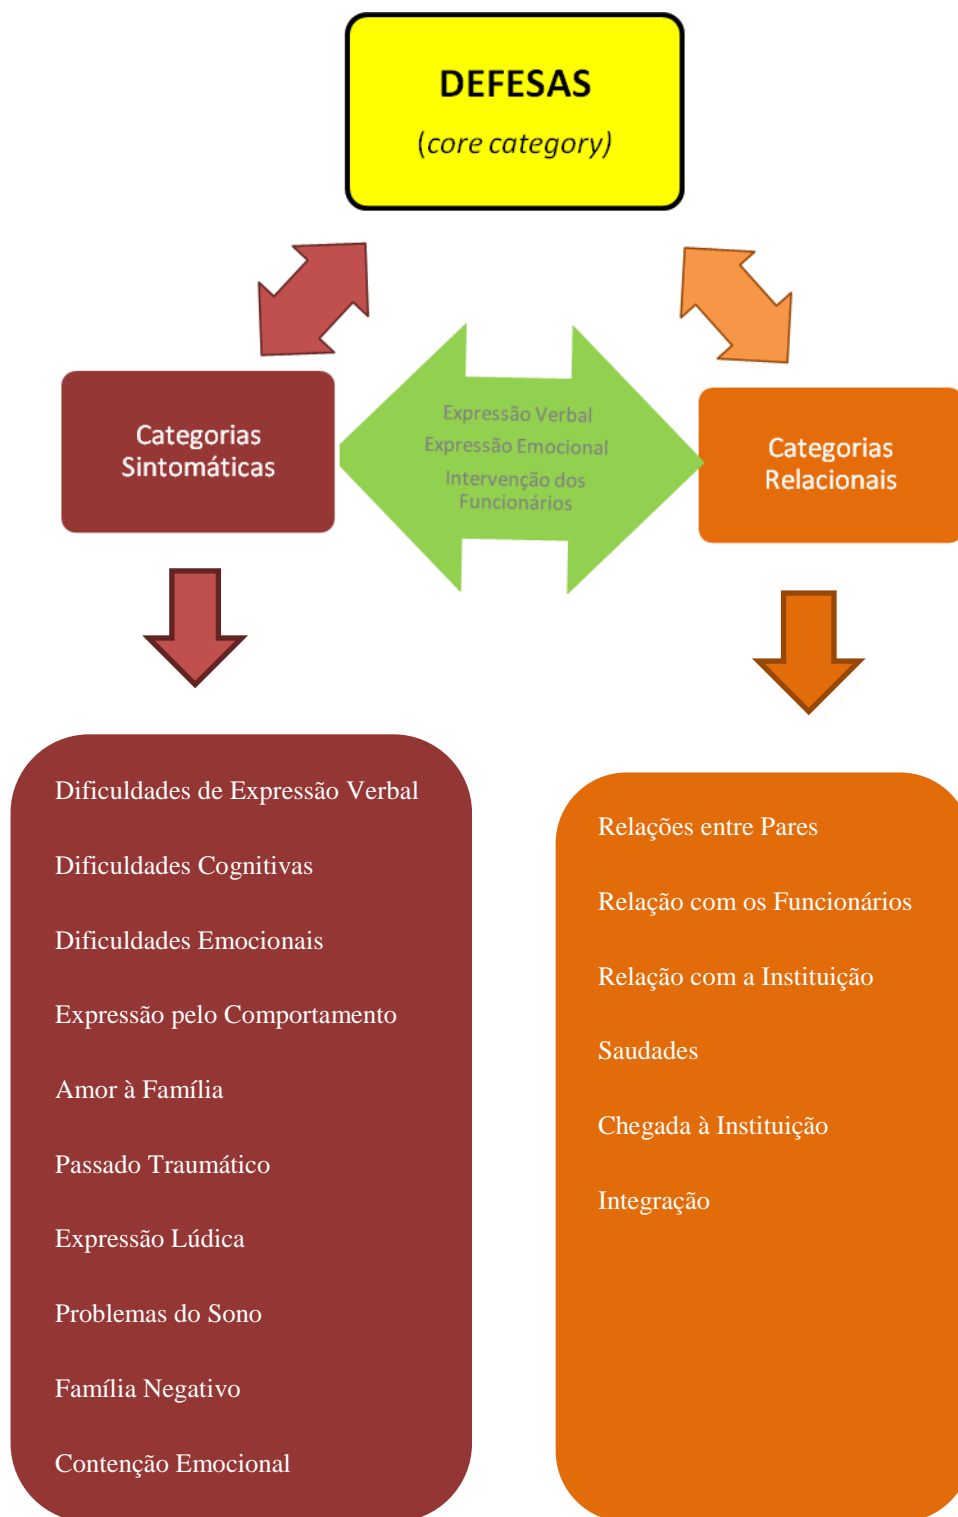 DEFESAS
(core category)
Categorias
Sintomáticas
Expressão Verbal
Expressão Emocional
Intervenção dos
Funcionários
Categorias
Relacionais
Dificuldades de Expressão Verbal
Dificuldades Cognitivas
Dificuldades Emocionais
Expressão pelo Comportamento
Amor à Família
Passado Traumático
Expressão Lúdica
Problemas do Sono
Família Negativo
Contenção Emocional
Relações entre Pares
Relação com os Funcionários
Relação com a Instituição
Saudades
Chegada à Instituição
Integração